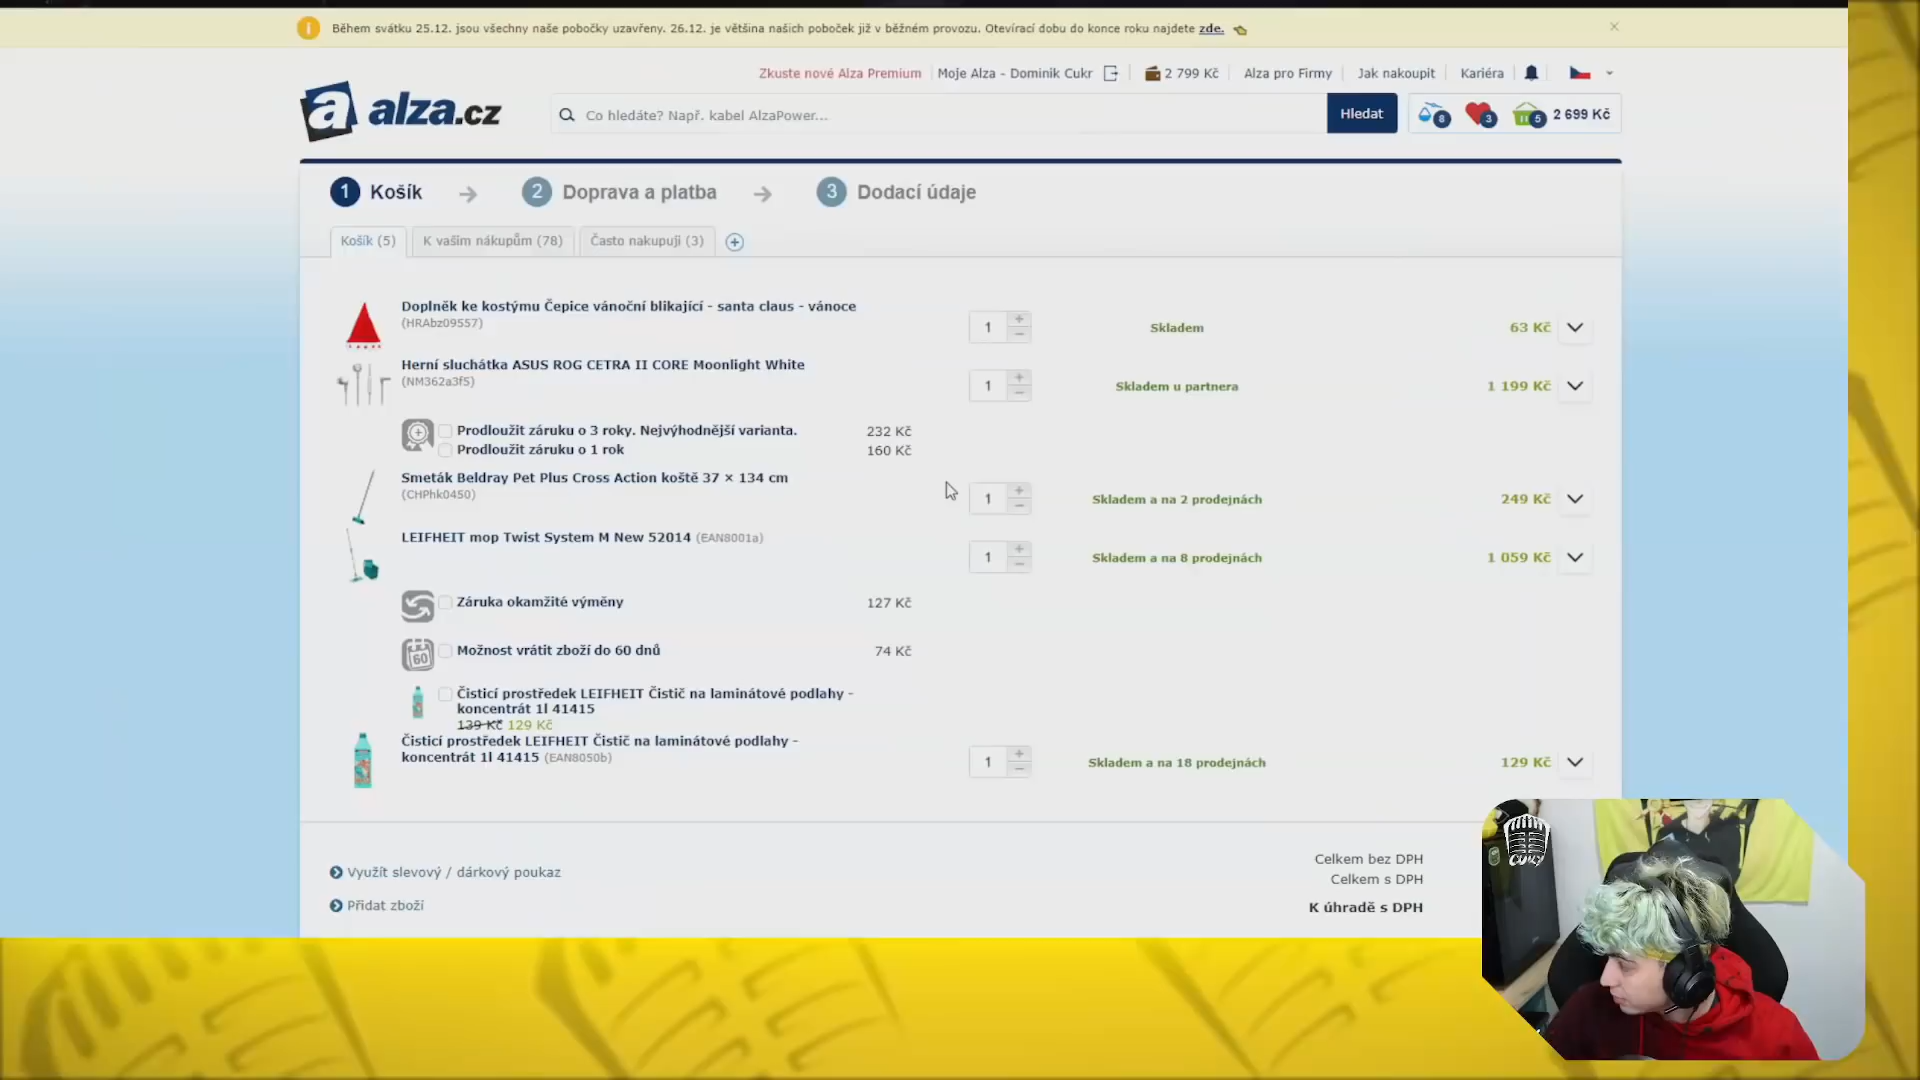 Během svátku 25.12. jsou všechny naše pobočky uzavřeny. 26.12. je většina našich poboček již v běžném provozu. Otevírací dobu do konce roku najdete zde.
Zkuste nové Alza Premium
Moje Alza - Dominik Cukr
2 799 Kč
Alza pro Firmy
Jak nakoupit
Kariéra
alza.cz
Co hledáte? Např. kabel AlzaPower...
Hledat
8
3
5
2 699 Kč
1 Košík
2 Doprava a platba
3 Dodací údaje
Košík (5)
K vašim nákupům (78)
Často nakupuji (3)
Doplněk ke kostýmu Čepice vánoční blikající - santa claus - vánoce
(HRAbz09557)
1
Skladem
63 Kč
Herní sluchátka ASUS ROG CETRA II CORE Moonlight White
(NM362a3f5)
1
Skladem u partnera
1 199 Kč
Prodloužit záruku o 3 roky. Nejvýhodnější varianta.
232 Kč
Prodloužit záruku o 1 rok
160 Kč
Smeták Beldray Pet Plus Cross Action koště 37 × 134 cm
(CHPhk0450)
1
Skladem a na 2 prodejnách
249 Kč
LEIFHEIT mop Twist System M New 52014 (EAN8001a)
1
Skladem a na 8 prodejnách
1 059 Kč
Záruka okamžité výměny
127 Kč
60
Možnost vrátit zboží do 60 dnů
74 Kč
Čisticí prostředek LEIFHEIT Čistič na laminátové podlahy -
koncentrát 1l 41415
139 Kč 129 Kč
Čisticí prostředek LEIFHEIT Čistič na laminátové podlahy -
koncentrát 1l 41415 (EAN8050b)
1
Skladem a na 18 prodejnách
129 Kč
Využít slevový / dárkový poukaz
Přidat zboží
Celkem bez DPH
Celkem s DPH
K úhradě s DPH
CUKR